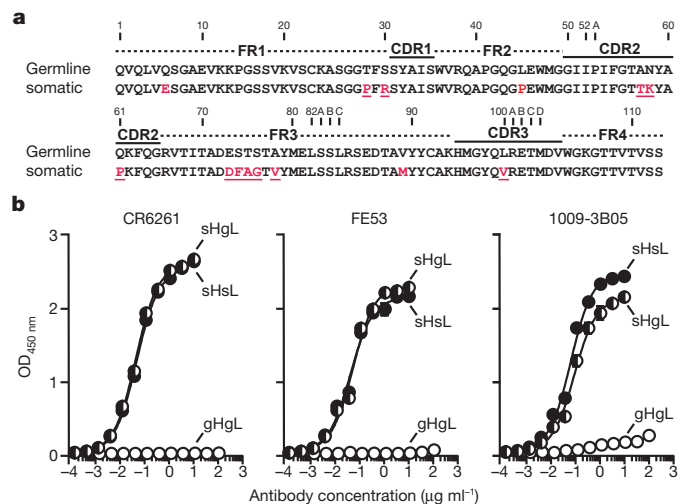 a
1 10 20 30 40 50 52 A 60
FR1 CDR1 FR2 CDR2
Germline QVQLVQSGAEVKKPGSSVKVSCKASGGTFSSYAISWVRQAPGQGLEWMGGIIPIFGTANYA
somatic QVQLVESGAEVKKPGSSVKVSCKASGGPFRSYAISWVRQAPGQGPEWMGGIIPIFGTTKYA
61 70 80 82A B C 90 100 A B C D 110
CDR2 FR3 CDR3 FR4
Germline QKFQGRVTITADESTSTAYMELSSLRSEDTAVYYCAKHMGYQLRETMDVWGKGTTVTVSS
somatic PKFQGRVTITADDFAGTVYMELSSLRSEDTAMYYCAKHMGYQVRETMDVWGKGTTVTVSS
b
CR6261 FE53 1009-3B05
3
2
1
0
OD450 nm
sHgL
sHsL
gHgL
sHgL
sHsL
gHgL
sHsL
sHgL
gHgL
–4 –3 –2 –1 0 1 2 3 –4 –3 –2 –1 0 1 2 3 –4 –3 –2 –1 0 1 2 3
Antibody concentration (μg ml–1)